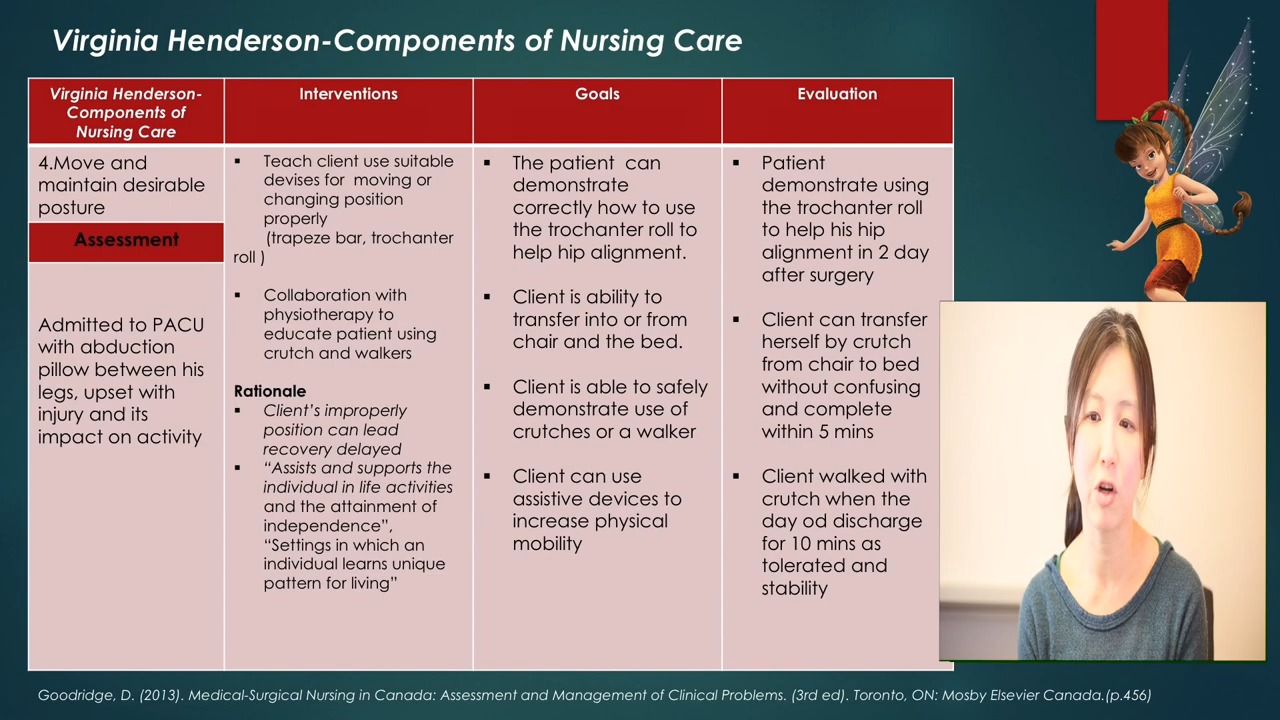 Virginia Henderson-Components of Nursing Care
Virginia Henderson-
Components of
Nursing Care
Interventions
Goals
Evaluation
4.Move and
maintain desirable
posture
Assessment
Admitted to PACU
with abduction
pillow between his
legs, upset with
injury and its
impact on activity
▪ Teach client use suitable
devises for moving or
changing position
properly
(trapeze bar, trochanter
roll )
▪ Collaboration with
physiotherapy to
educate patient using
crutch and walkers
Rationale
▪ Client’s improperly
position can lead
recovery delayed
▪ “Assists and supports the
individual in life activities
and the attainment of
independence”,
“Settings in which an
individual learns unique
pattern for living”
▪ The patient can
demonstrate
correctly how to use
the trochanter roll to
help hip alignment.
▪ Client is ability to
transfer into or from
chair and the bed.
▪ Client is able to safely
demonstrate use of
crutches or a walker
▪ Client can use
assistive devices to
increase physical
mobility
▪ Patient
demonstrate using
the trochanter roll
to help his hip
alignment in 2 day
after surgery
▪ Client can transfer
herself by crutch
from chair to bed
without confusing
and complete
within 5 mins
▪ Client walked with
crutch when the
day od discharge
for 10 mins as
tolerated and
stability
Goodridge, D. (2013). Medical-Surgical Nursing in Canada: Assessment and Management of Clinical Problems. (3rd ed). Toronto, ON: Mosby Elsevier Canada.(p.456)